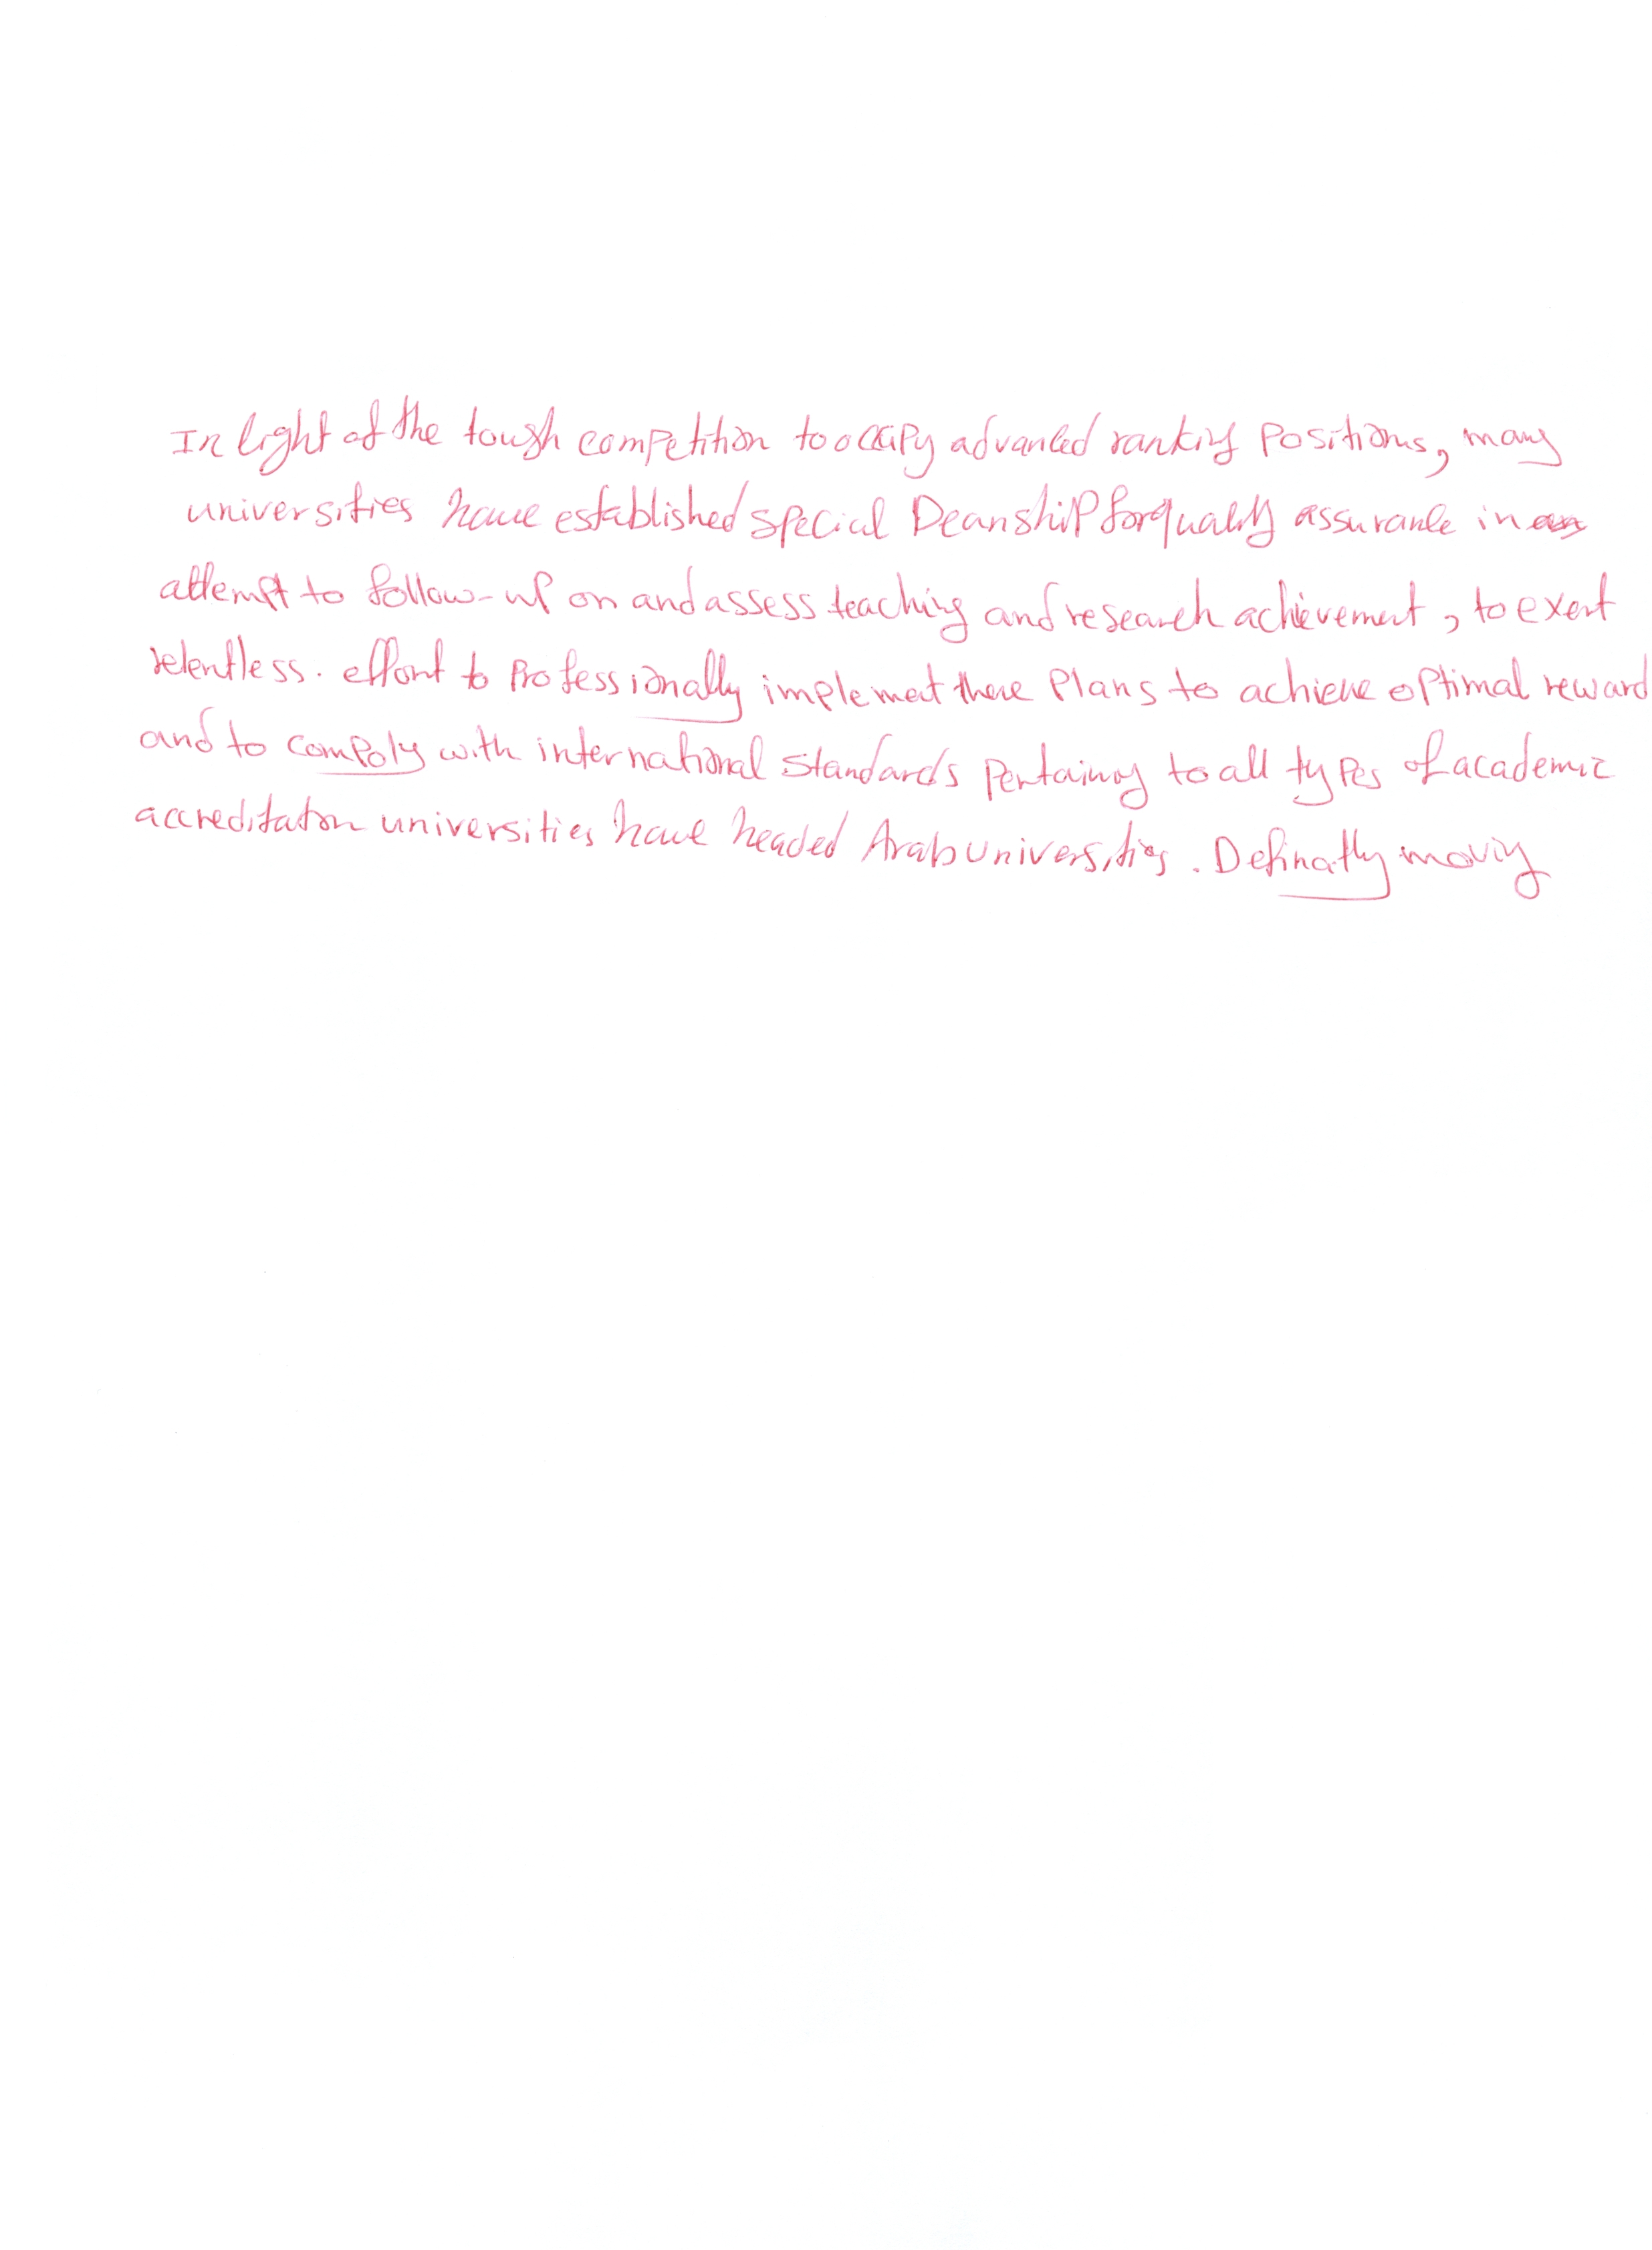 In light of the tough competition to occupy advanced ranking positions, many
universities have established special Deanship for quality assurance in an
attempt to follow-up on and assess teaching and research achievement, to exert
relentless. effort to professionally implement there plans to achieve optimal reward
and to compoly with international standards pertaining to all types of academic
accreditaton universities have headed Arab universities. Definatly moving